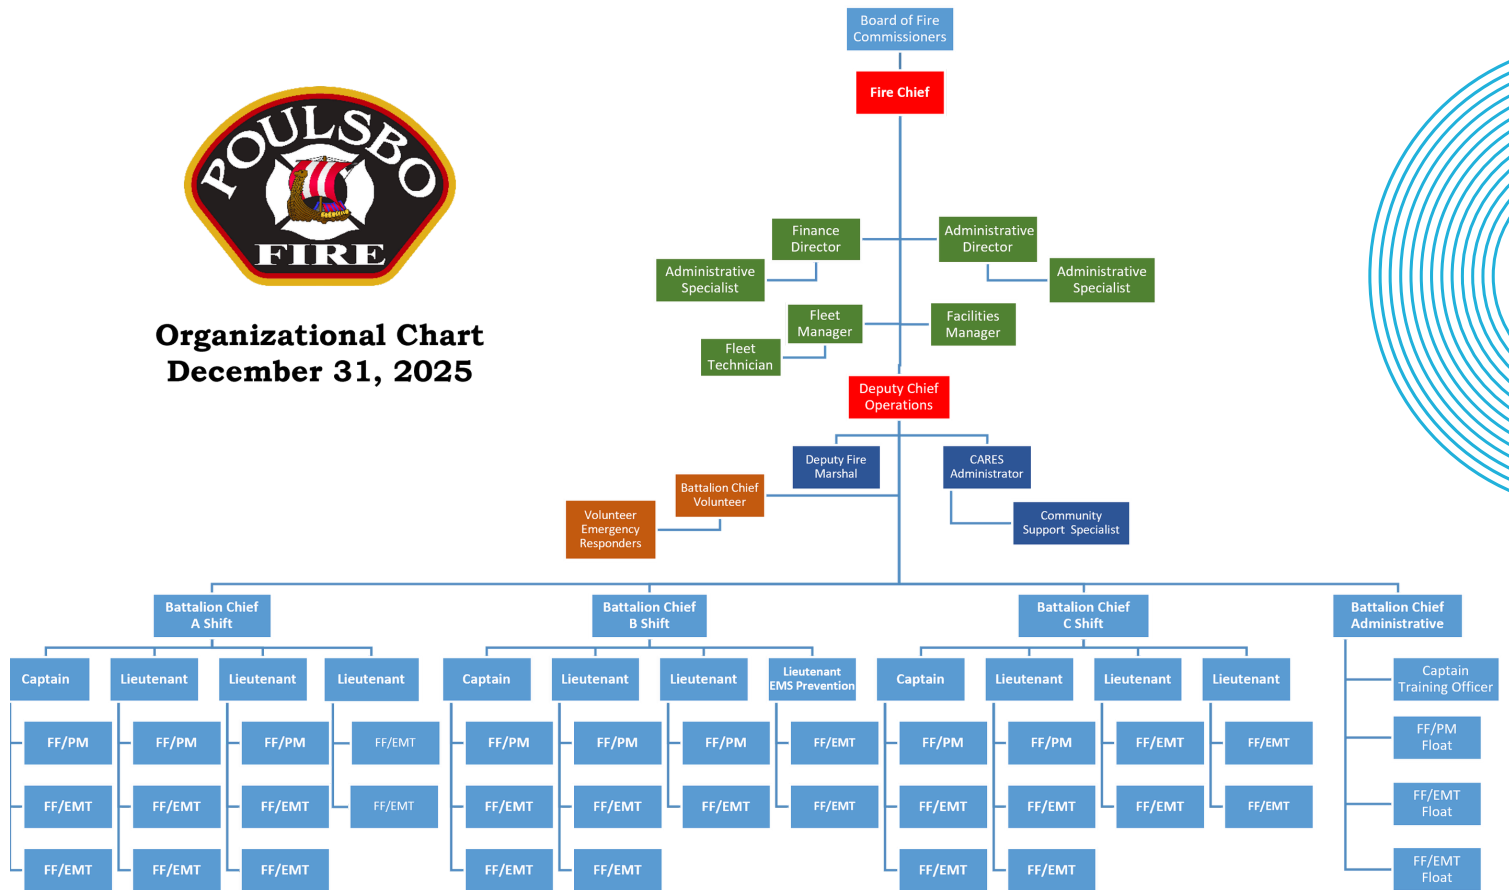 Board of Fire
Commissioners
Fire Chief
POULSBO
FIRE
Organizational Chart
December 31, 2025
Finance
Director
Administrative
Director
Administrative
Specialist
Administrative
Specialist
Fleet
Manager
Facilities
Manager
Fleet
Technician
Deputy Chief
Operations
Deputy Fire
Marshal
CARES
Administrator
Battalion Chief
Volunteer
Volunteer
Emergency
Responders
Community
Support Specialist
Battalion Chief
A Shift
Battalion Chief
B Shift
Battalion Chief
C Shift
Battalion Chief
Administrative
Captain
Lieutenant
Lieutenant
Lieutenant
Captain
Lieutenant
Lieutenant
Lieutenant
EMS Prevention
Captain
Lieutenant
Lieutenant
Lieutenant
Captain
Training Officer
FF/PM
FF/PM
FF/PM
FF/EMT
FF/PM
FF/PM
FF/PM
FF/EMT
FF/PM
FF/PM
FF/EMT
FF/EMT
FF/PM
Float
FF/EMT
FF/EMT
FF/EMT
FF/EMT
FF/EMT
FF/EMT
FF/EMT
FF/EMT
FF/EMT
FF/EMT
FF/EMT
FF/EMT
FF/EMT
Float
FF/EMT
FF/EMT
FF/EMT
FF/EMT
FF/EMT
FF/EMT
FF/EMT
FF/EMT
Float